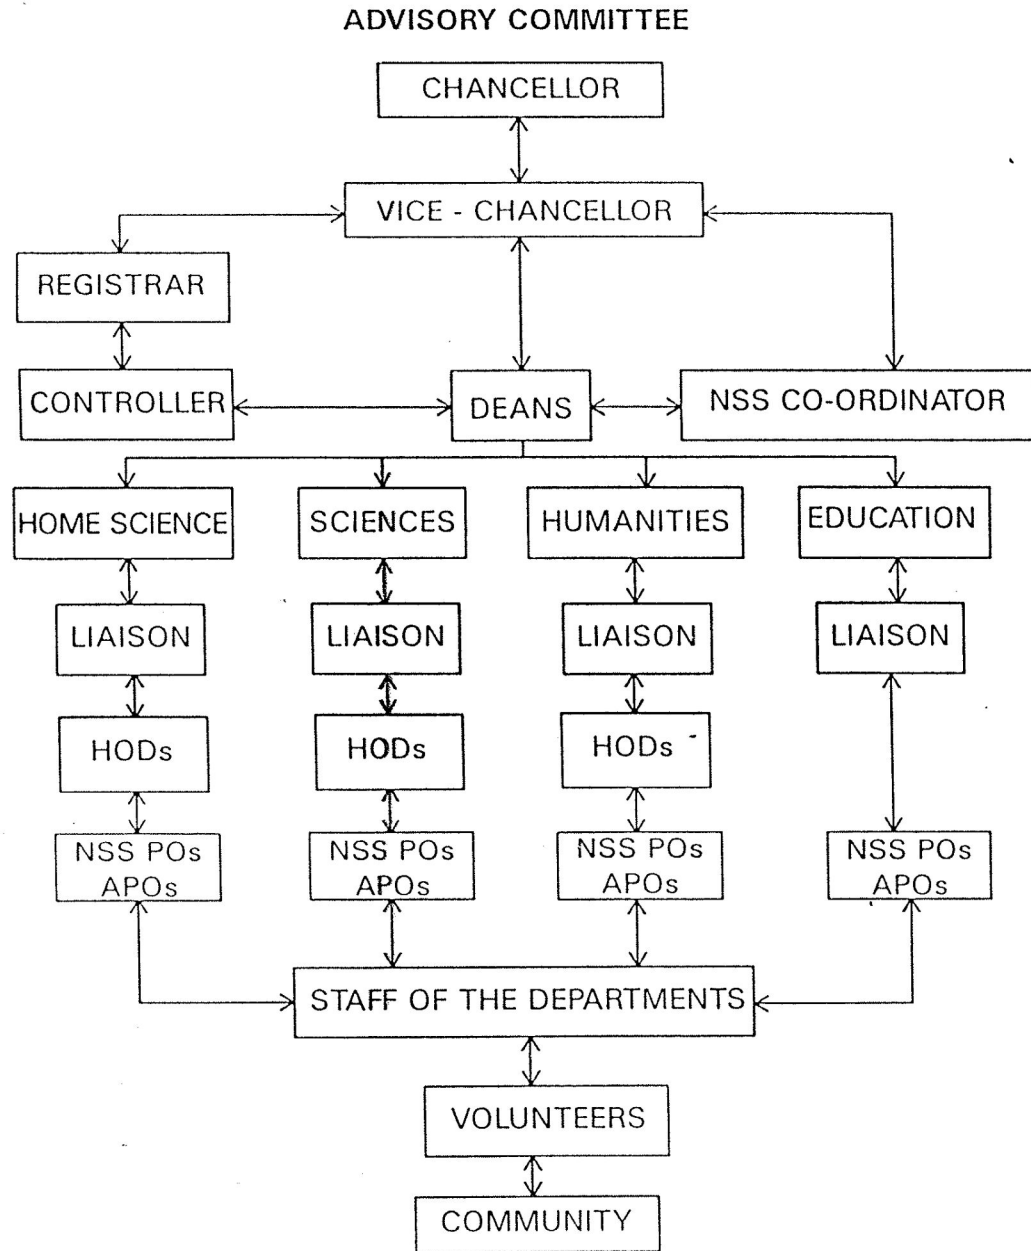 ADVISORY COMMITTEE
CHANCELLOR
VICE - CHANCELLOR
REGISTRAR
CONTROLLER
DEANS
NSS CO-ORDINATOR
HOME SCIENCE
SCIENCES
HUMANITIES
EDUCATION
LIAISON
LIAISON
LIAISON
LIAISON
HODs
HODs
HODs
NSS POs
APOs
NSS POs
APOs
NSS POs
APOs
NSS POs
APOs
STAFF OF THE DEPARTMENTS
VOLUNTEERS
COMMUNITY